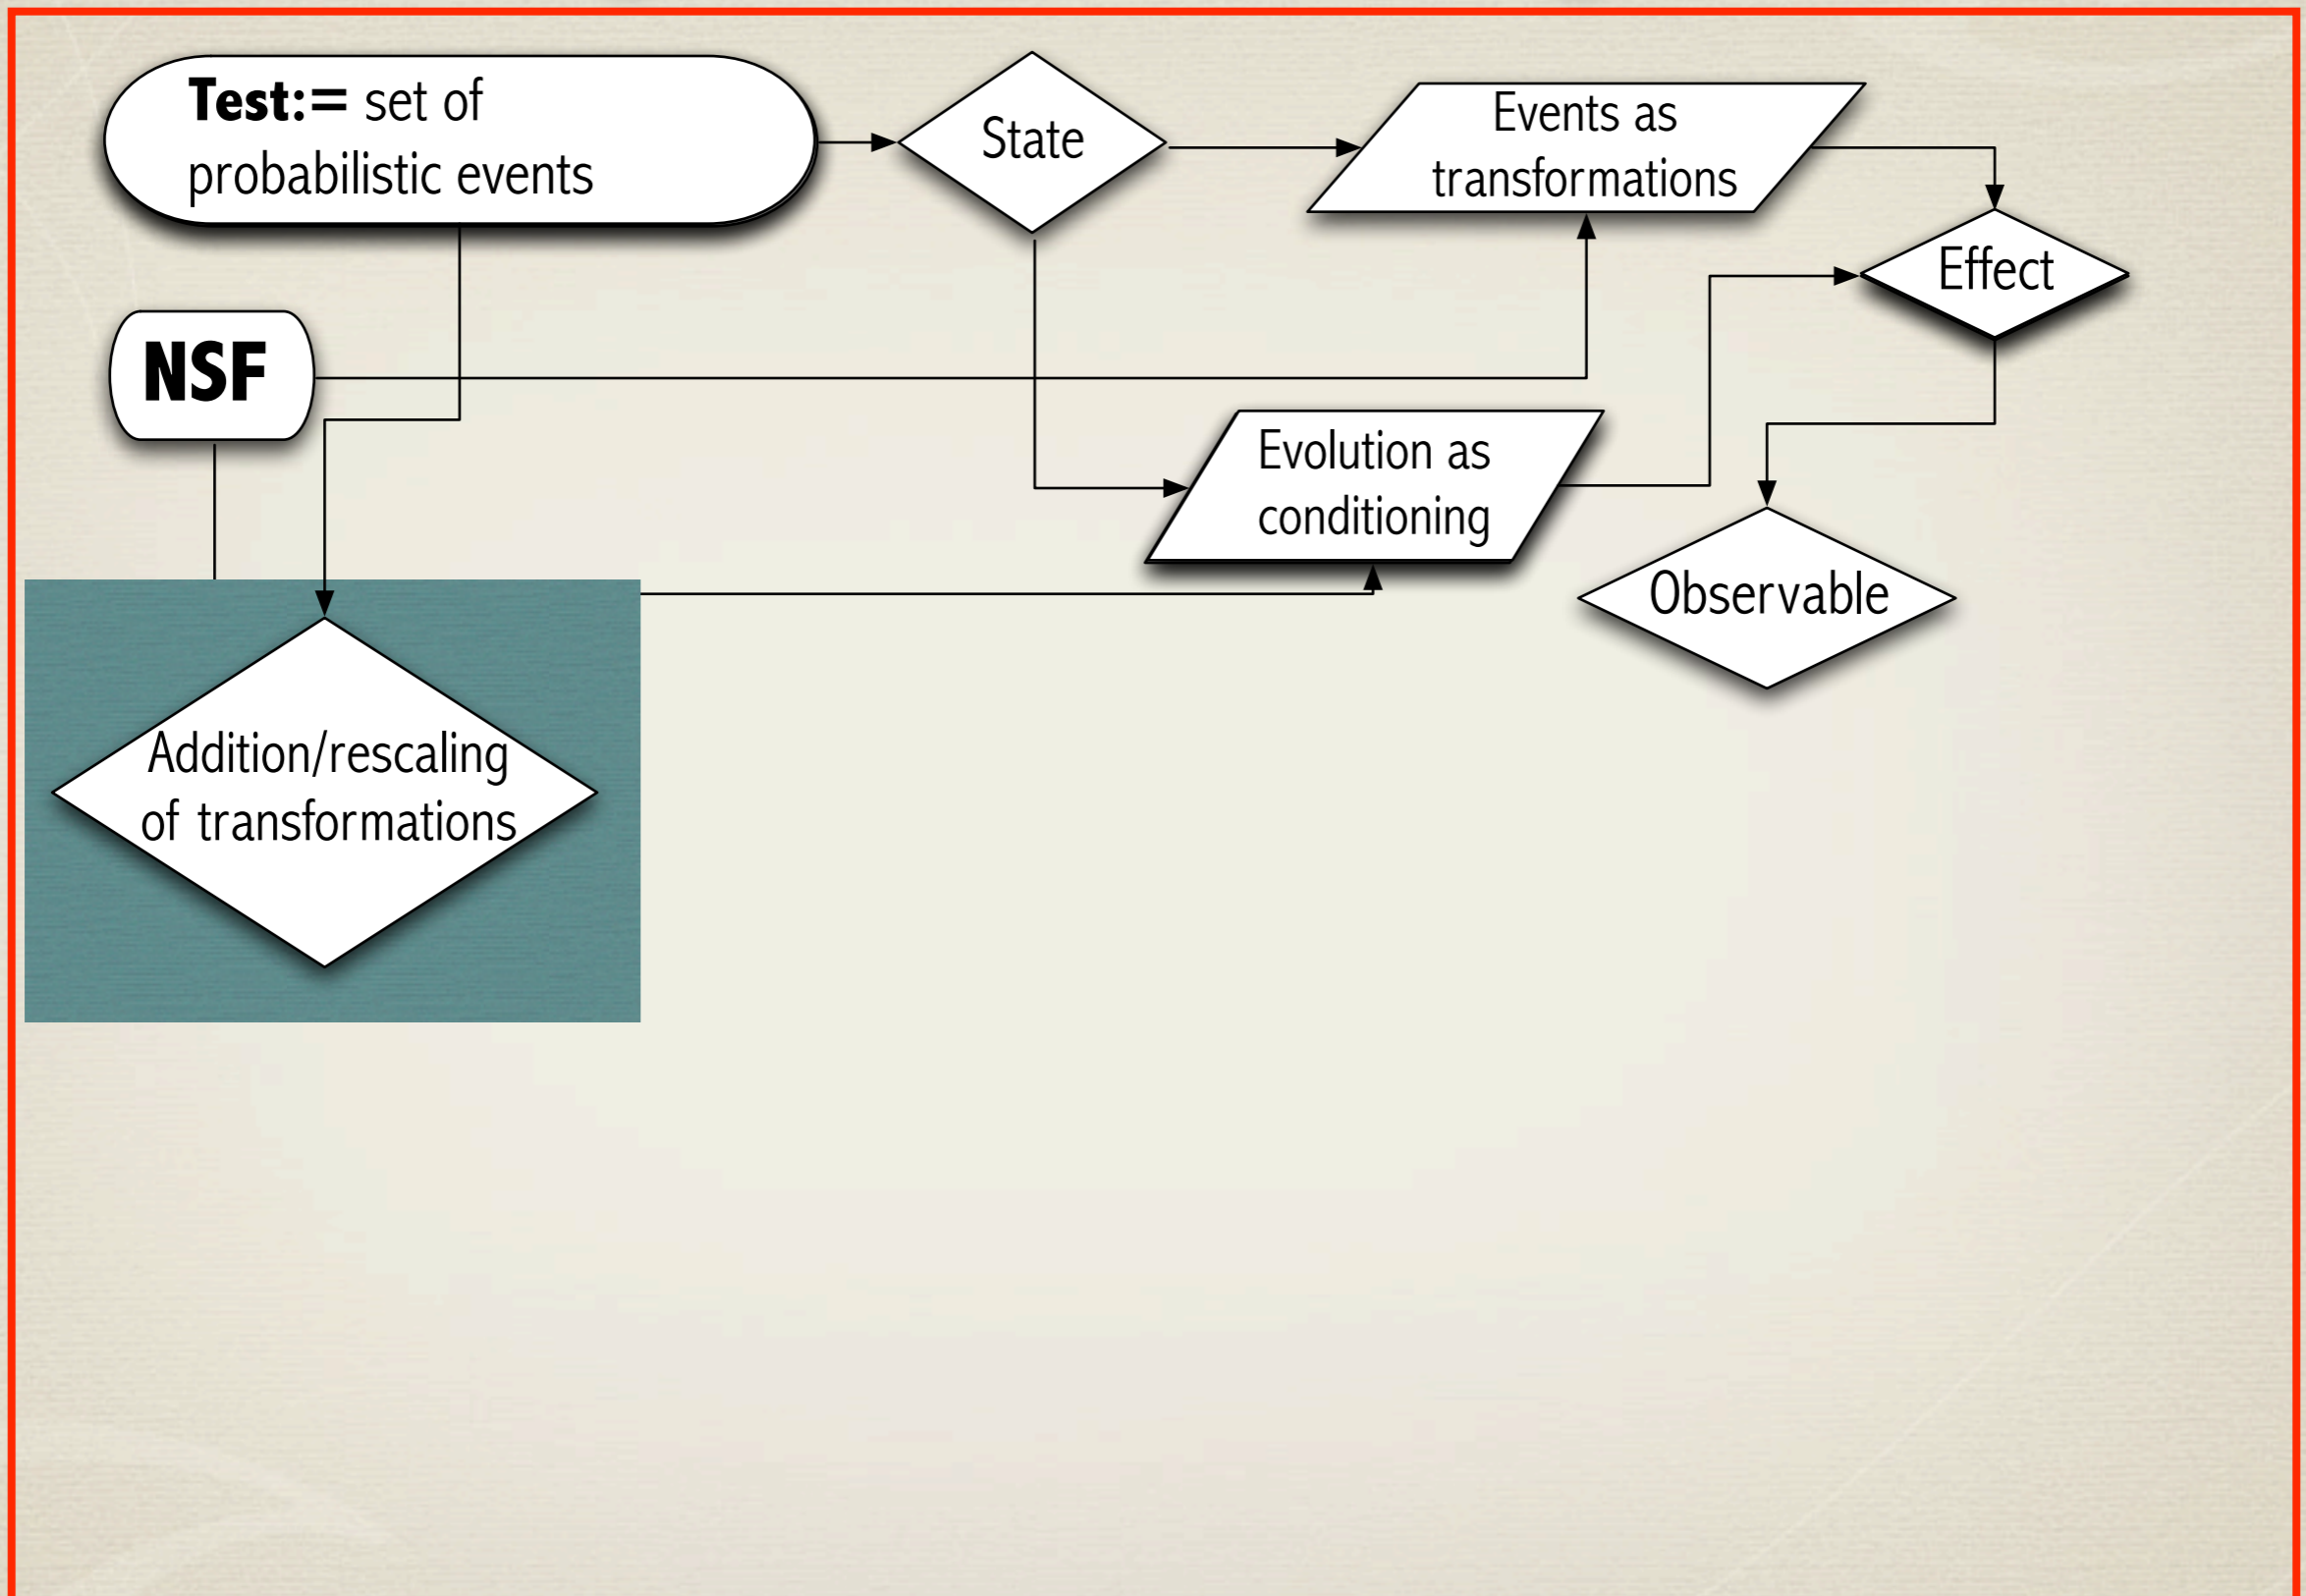 Test:= set of
probabilistic events
State
Events as
transformations
Effect
NSF
Evolution as
conditioning
Observable
Addition/rescaling
of transformations